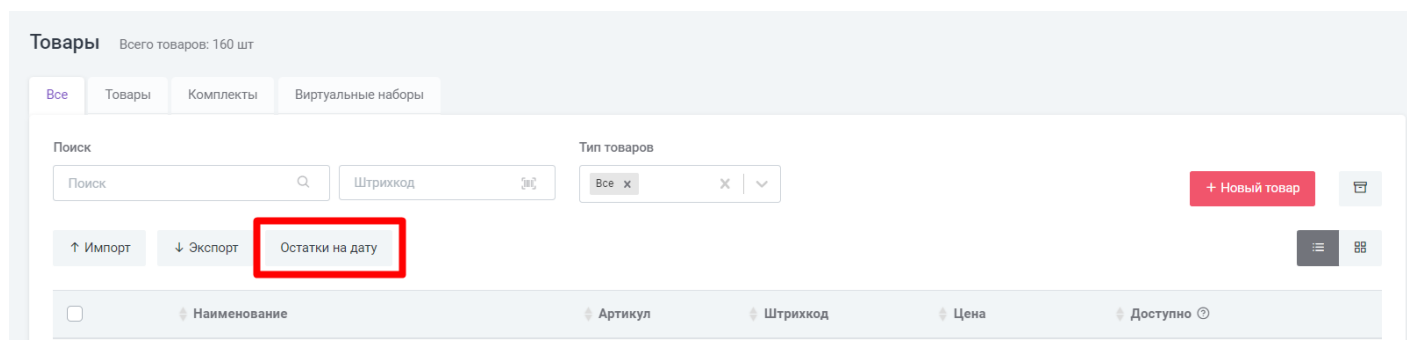 Товары Всего товаров: 160 шт
Все Товары Комплекты Виртуальные наборы
Поиск Тип товаров
Поиск Штрихкод Все x
+ Новый товар
↑ Импорт ↓ Экспорт Остатки на дату
Наименование Артикул Штрихкод Цена Доступно ?